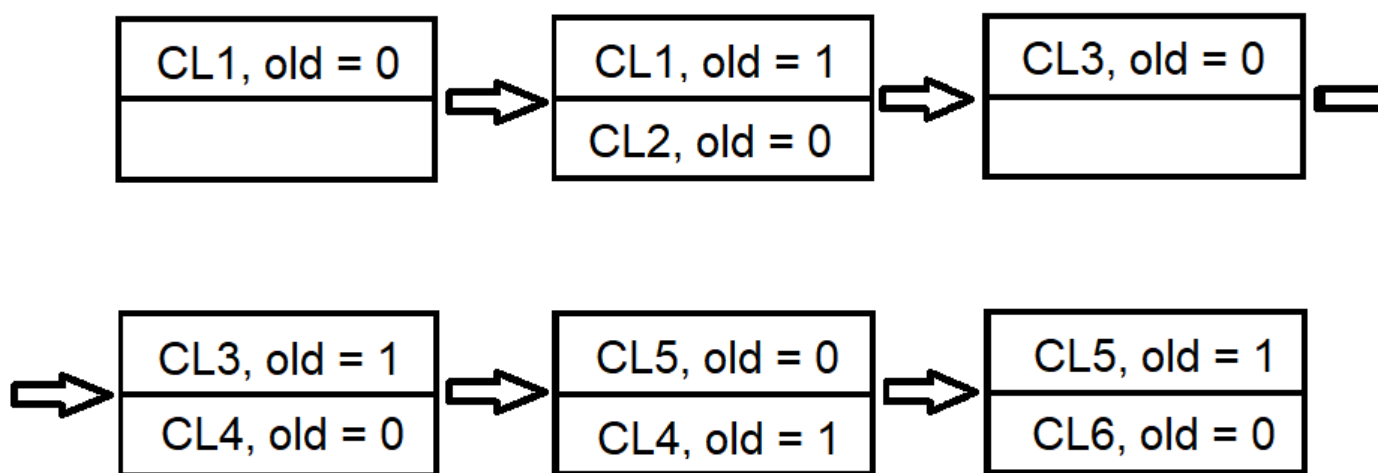 CL1, old = 0
CL1, old = 1
CL2, old = 0
CL3, old = 0
CL3, old = 1
CL4, old = 0
CL5, old = 0
CL4, old = 1
CL5, old = 1
CL6, old = 0